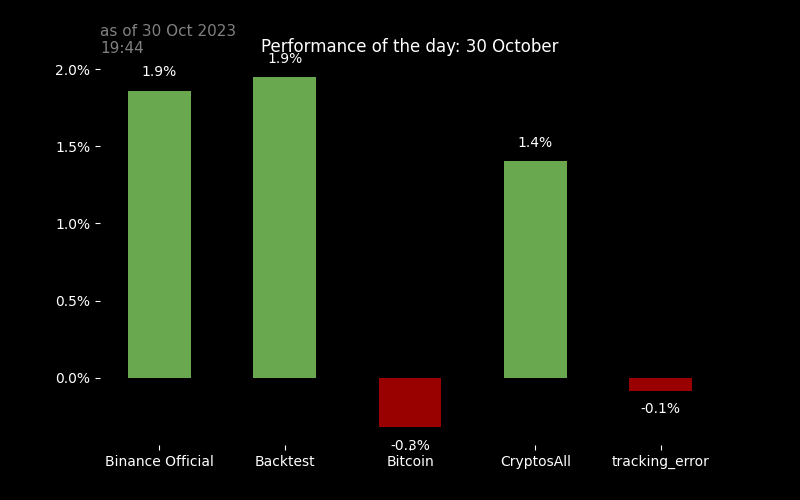 as of 30 Oct 2023
19:44
Performance of the day: 30 October
2.0%
1.5%
1.0%
0.5%
0.0%
1.9%
1.9%
-0.3%
1.4%
-0.1%
Binance Official
Backtest
Bitcoin
CryptosAll
tracking_error